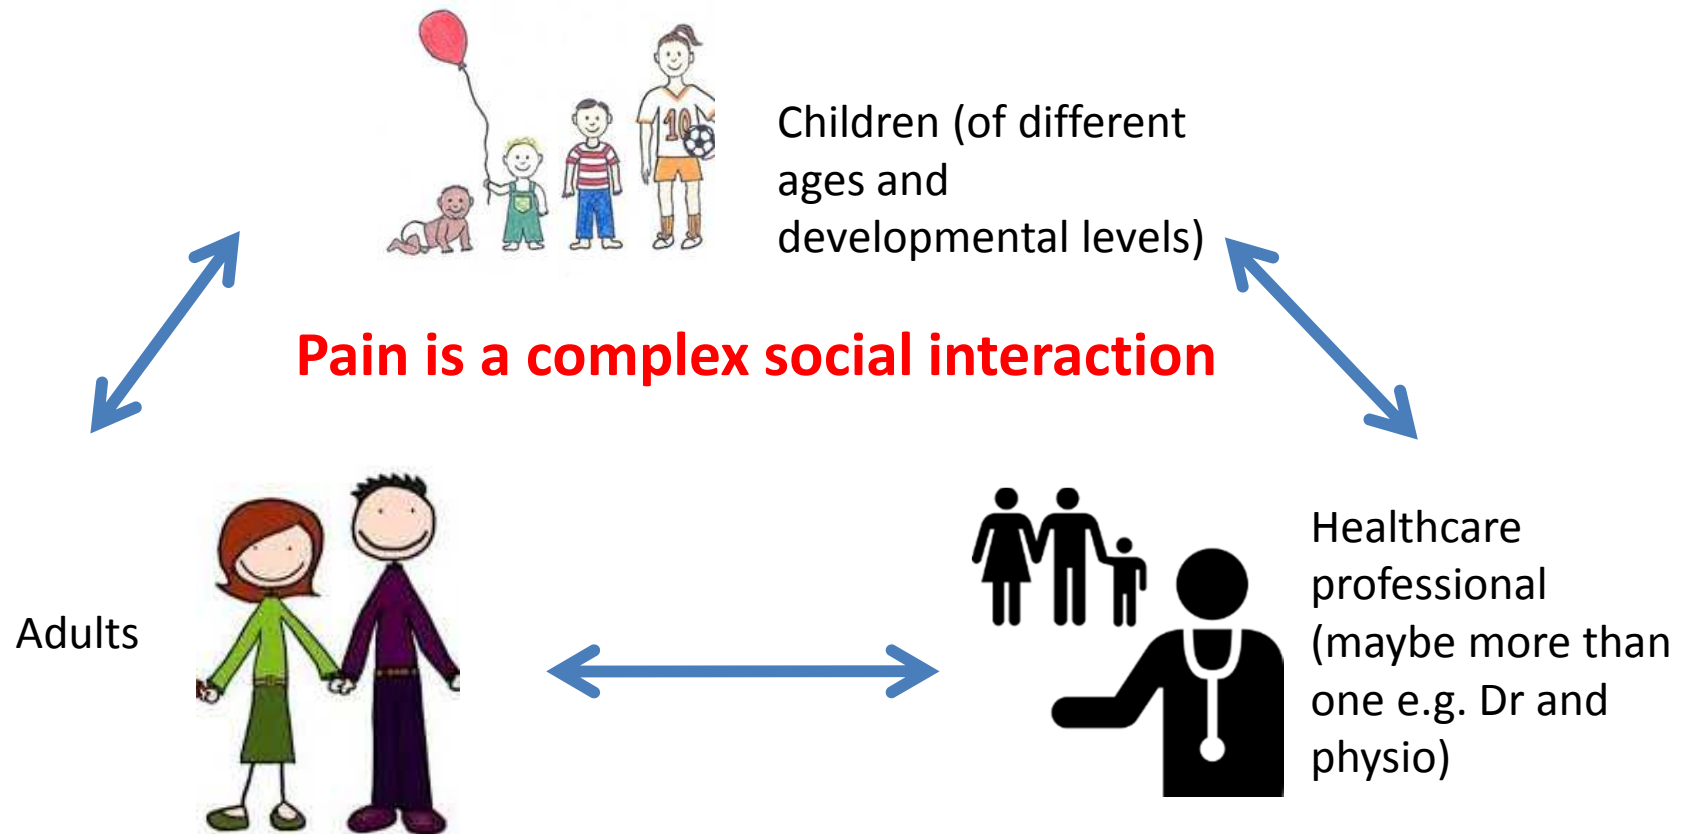 10
Children (of different
ages and
developmental levels)
Pain is a complex social interaction
Adults
Healthcare
professional
(maybe more than
one e.g. Dr and
physio)